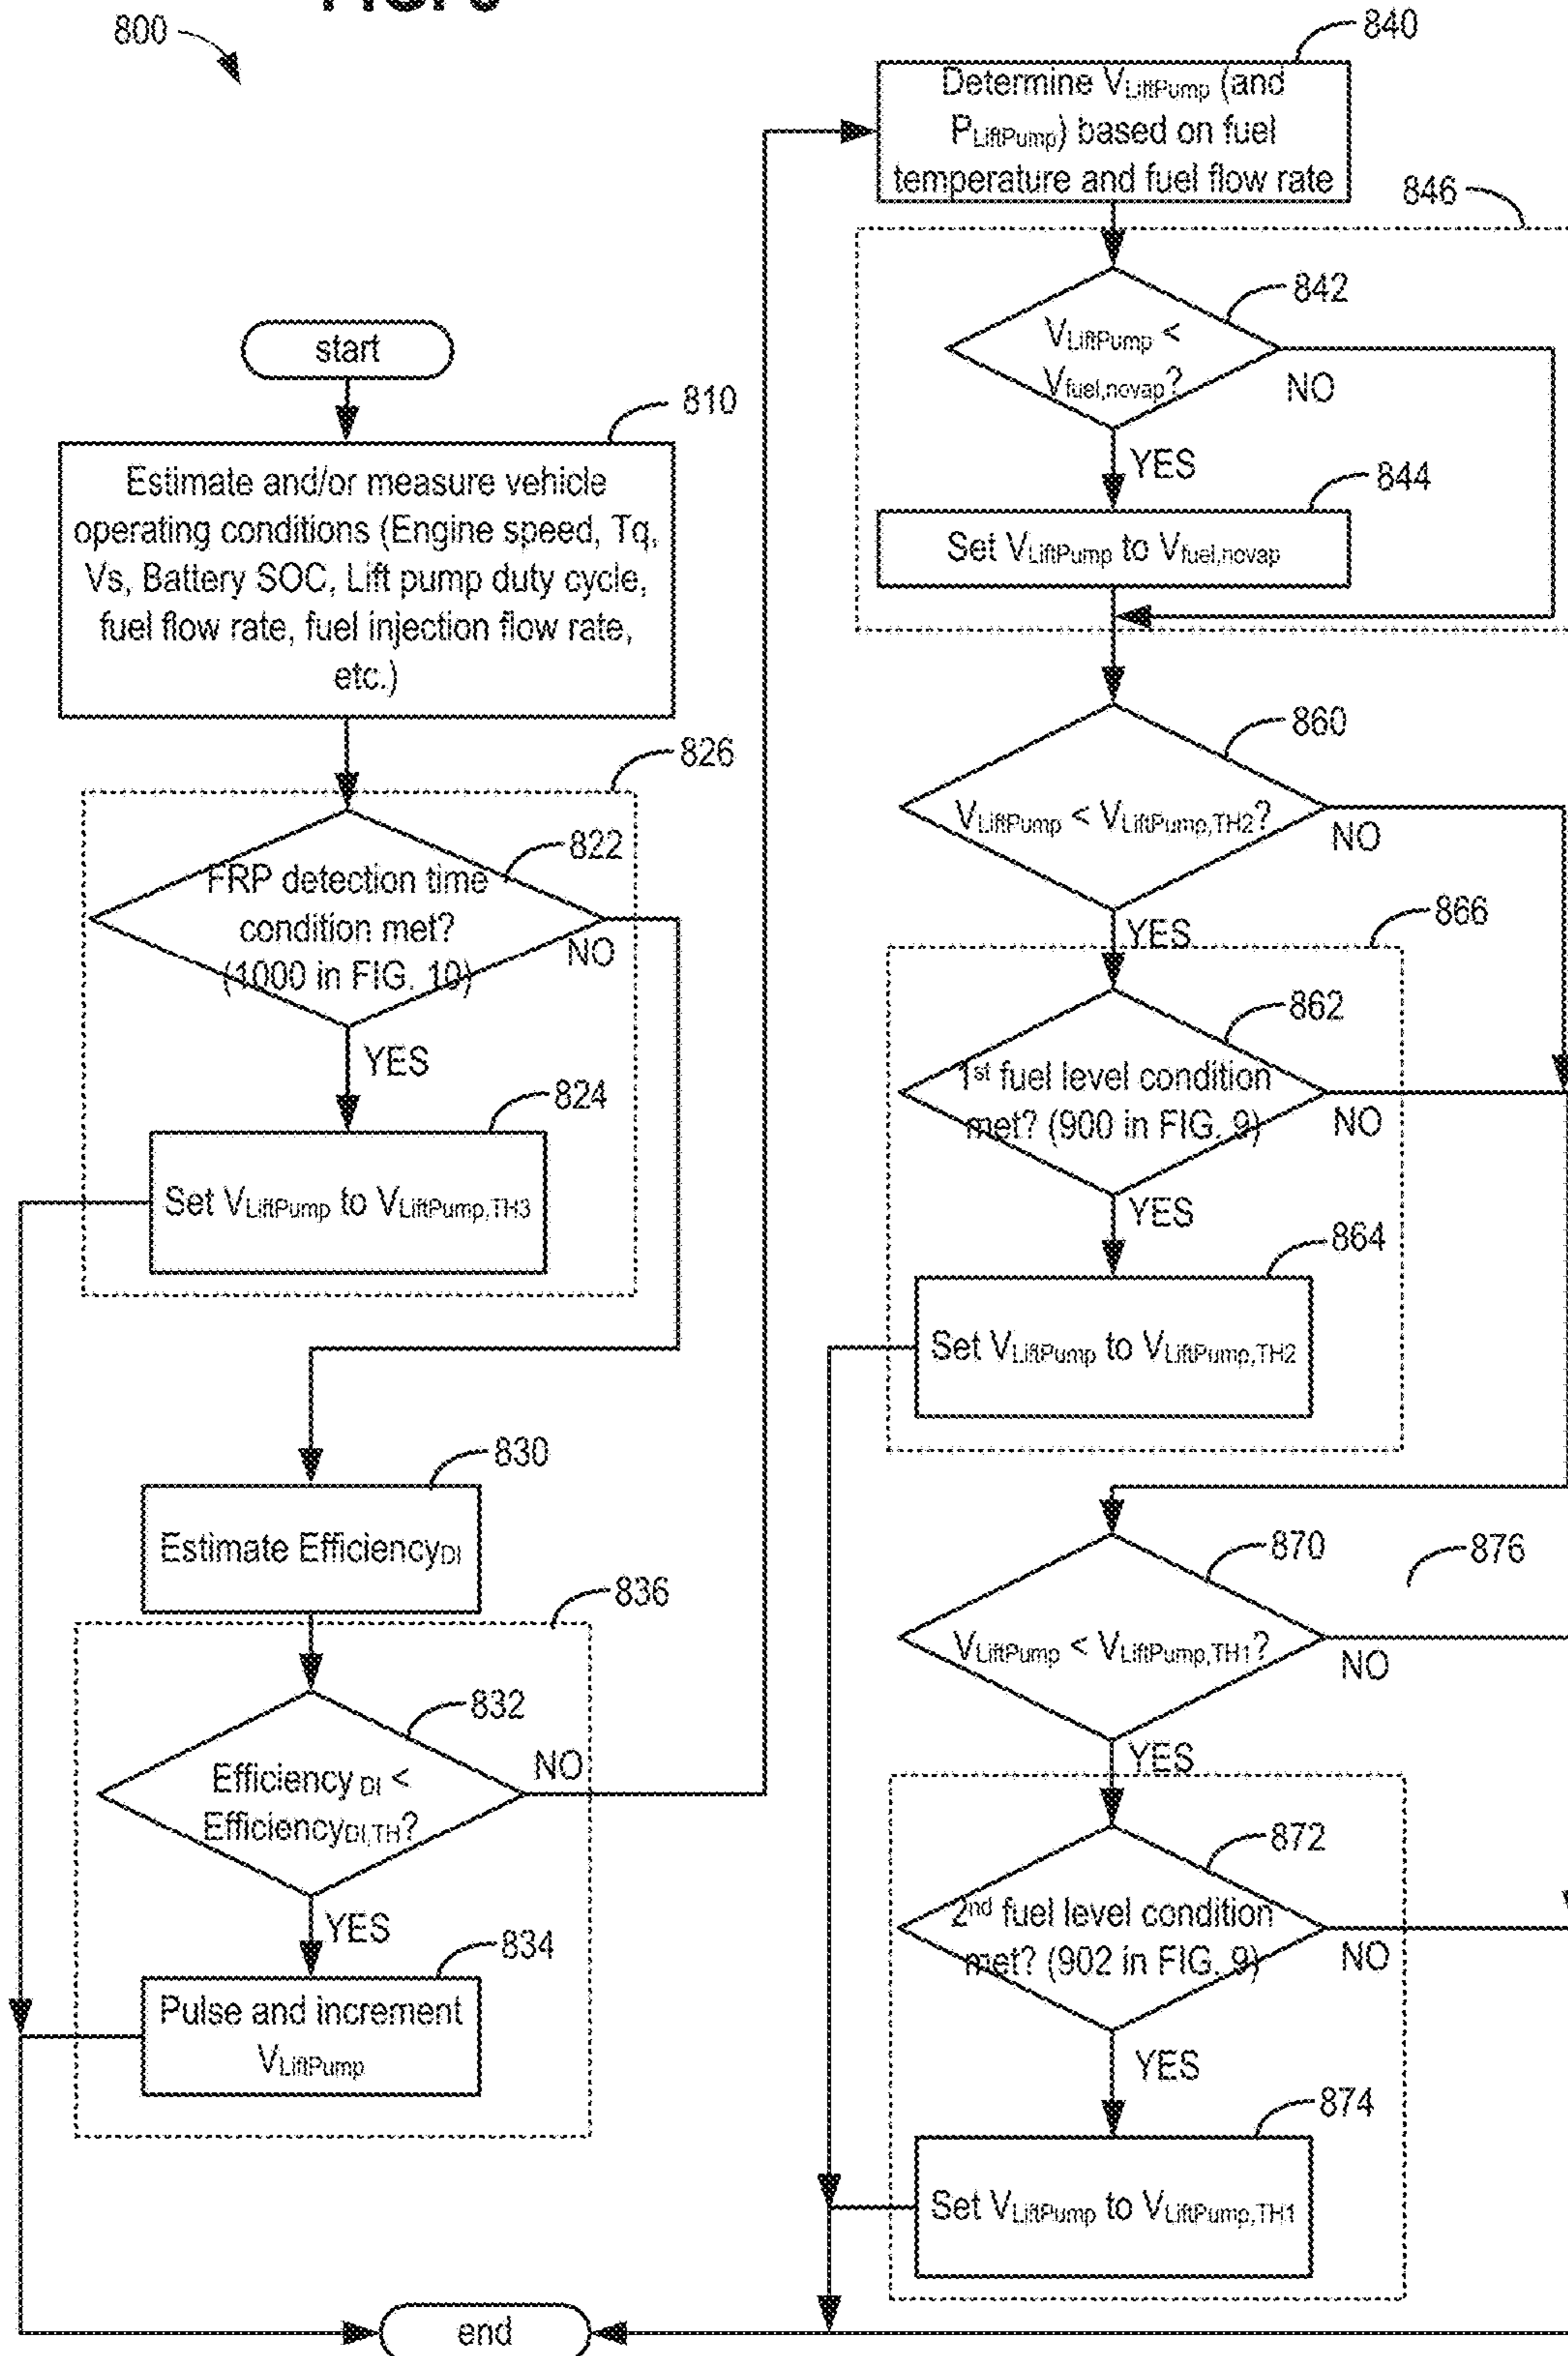 800
start
810
Estimate and/or measure vehicle
operating conditions (Engine speed, Tq,
Vs, Battery SOC, Lift pump duty cycle,
fuel flow rate, fuel injection flow rate,
etc.)
826
822
FRP detection time
condition met?
(1000 in FIG. 10)
NO
YES
824
Set VLiftPump to VLiftPump,TH3
830
Estimate EfficiencyDI
836
832
Efficiency DI <
EfficiencyDI,TH?
NO
YES
834
Pulse and increment
VLiftPump
end
840
Determine VLiftPump (and
PLiftPump) based on fuel
temperature and fuel flow rate
846
842
VLiftPump <
Vfuel,novap?
NO
YES
844
Set VLiftPump to Vfuel,novap
860
VLiftPump < VLiftPump,TH2?
NO
YES
866
862
1st fuel level condition
met? (900 in FIG. 9)
NO
YES
864
Set VLiftPump to VLiftPump,TH2
870
876
VLiftPump < VLiftPump,TH1?
NO
YES
872
2nd fuel level condition
met? (902 in FIG. 9)
NO
YES
874
Set VLiftPump to VLiftPump,TH1